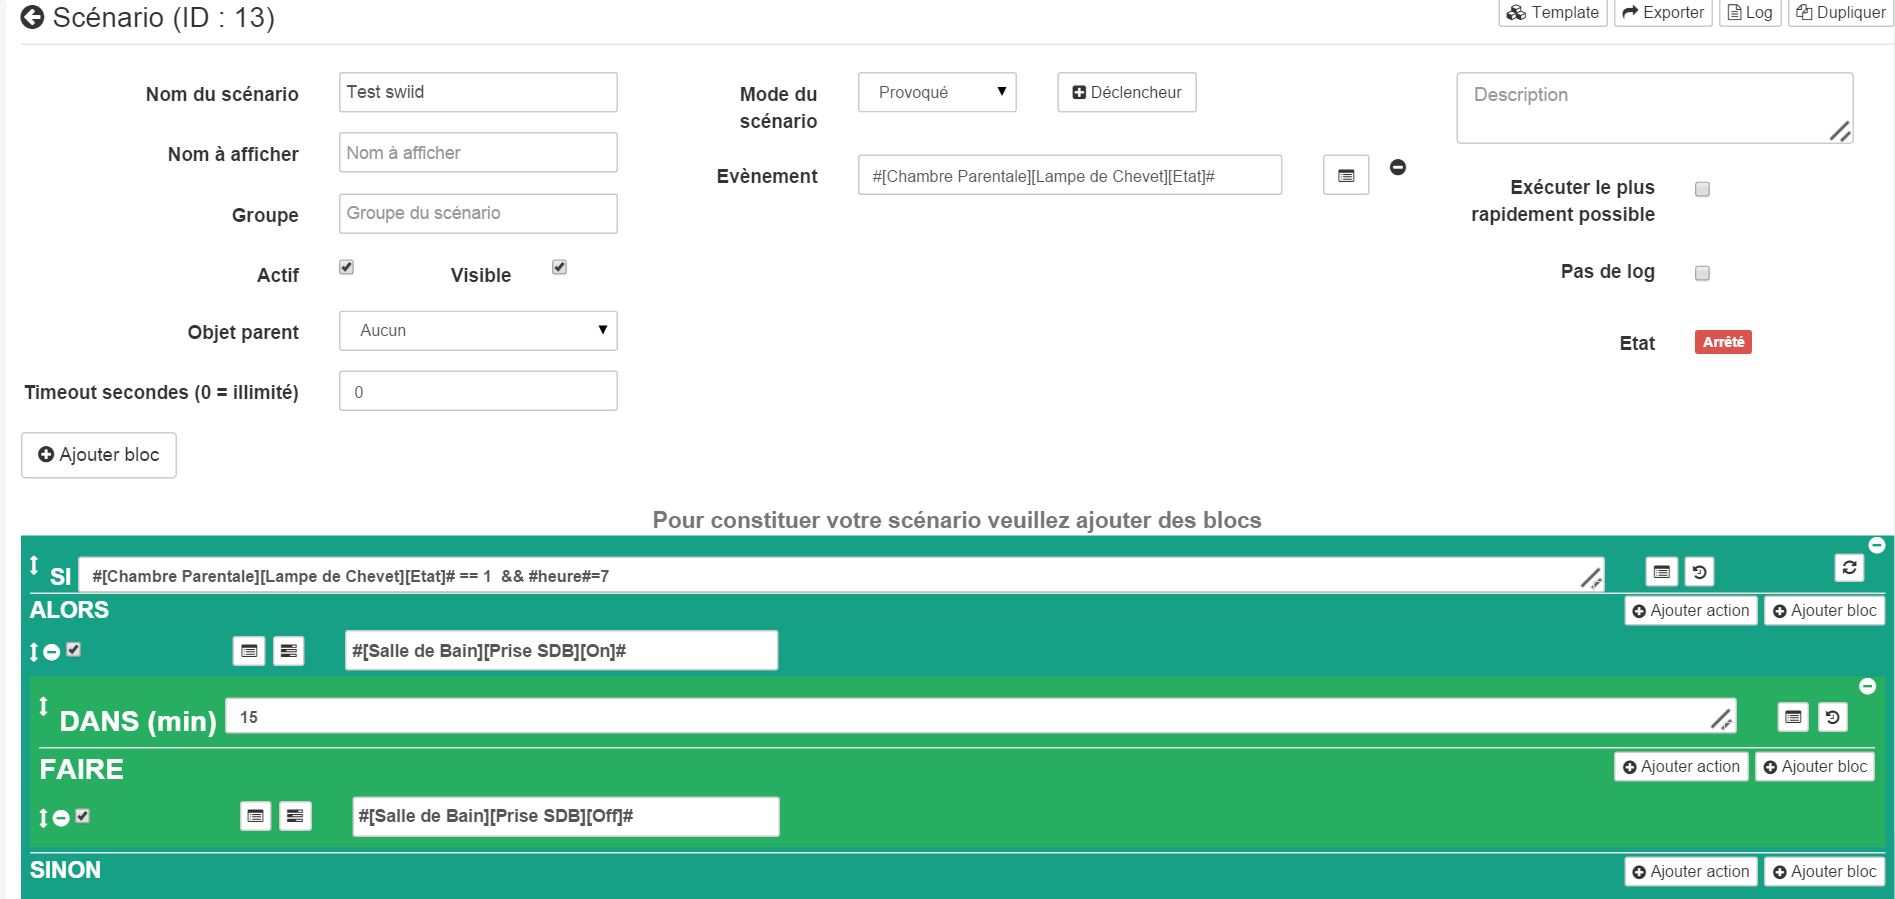 Scénario (ID : 13)
Template Exporter Log Dupliquer
Nom du scénario Test swiid
Mode du scénario Provoqué Déclencheur
Description
Nom à afficher Nom à afficher
Evènement #[Chambre Parentale][Lampe de Chevet][Etat]#
Exécuter le plus
rapidement possible
Groupe Groupe du scénario
Actif Visible
Pas de log
Objet parent Aucun
Etat Arrêté
Timeout secondes (0 = illimité) 0
Ajouter bloc
Pour constituer votre scénario veuillez ajouter des blocs
SI #[Chambre Parentale][Lampe de Chevet][Etat]# == 1 && #heure#=7
ALORS Ajouter action Ajouter bloc
#[Salle de Bain][Prise SDB][On]#
DANS (min) 15
FAIRE Ajouter action Ajouter bloc
#[Salle de Bain][Prise SDB][Off]#
SINON Ajouter action Ajouter bloc